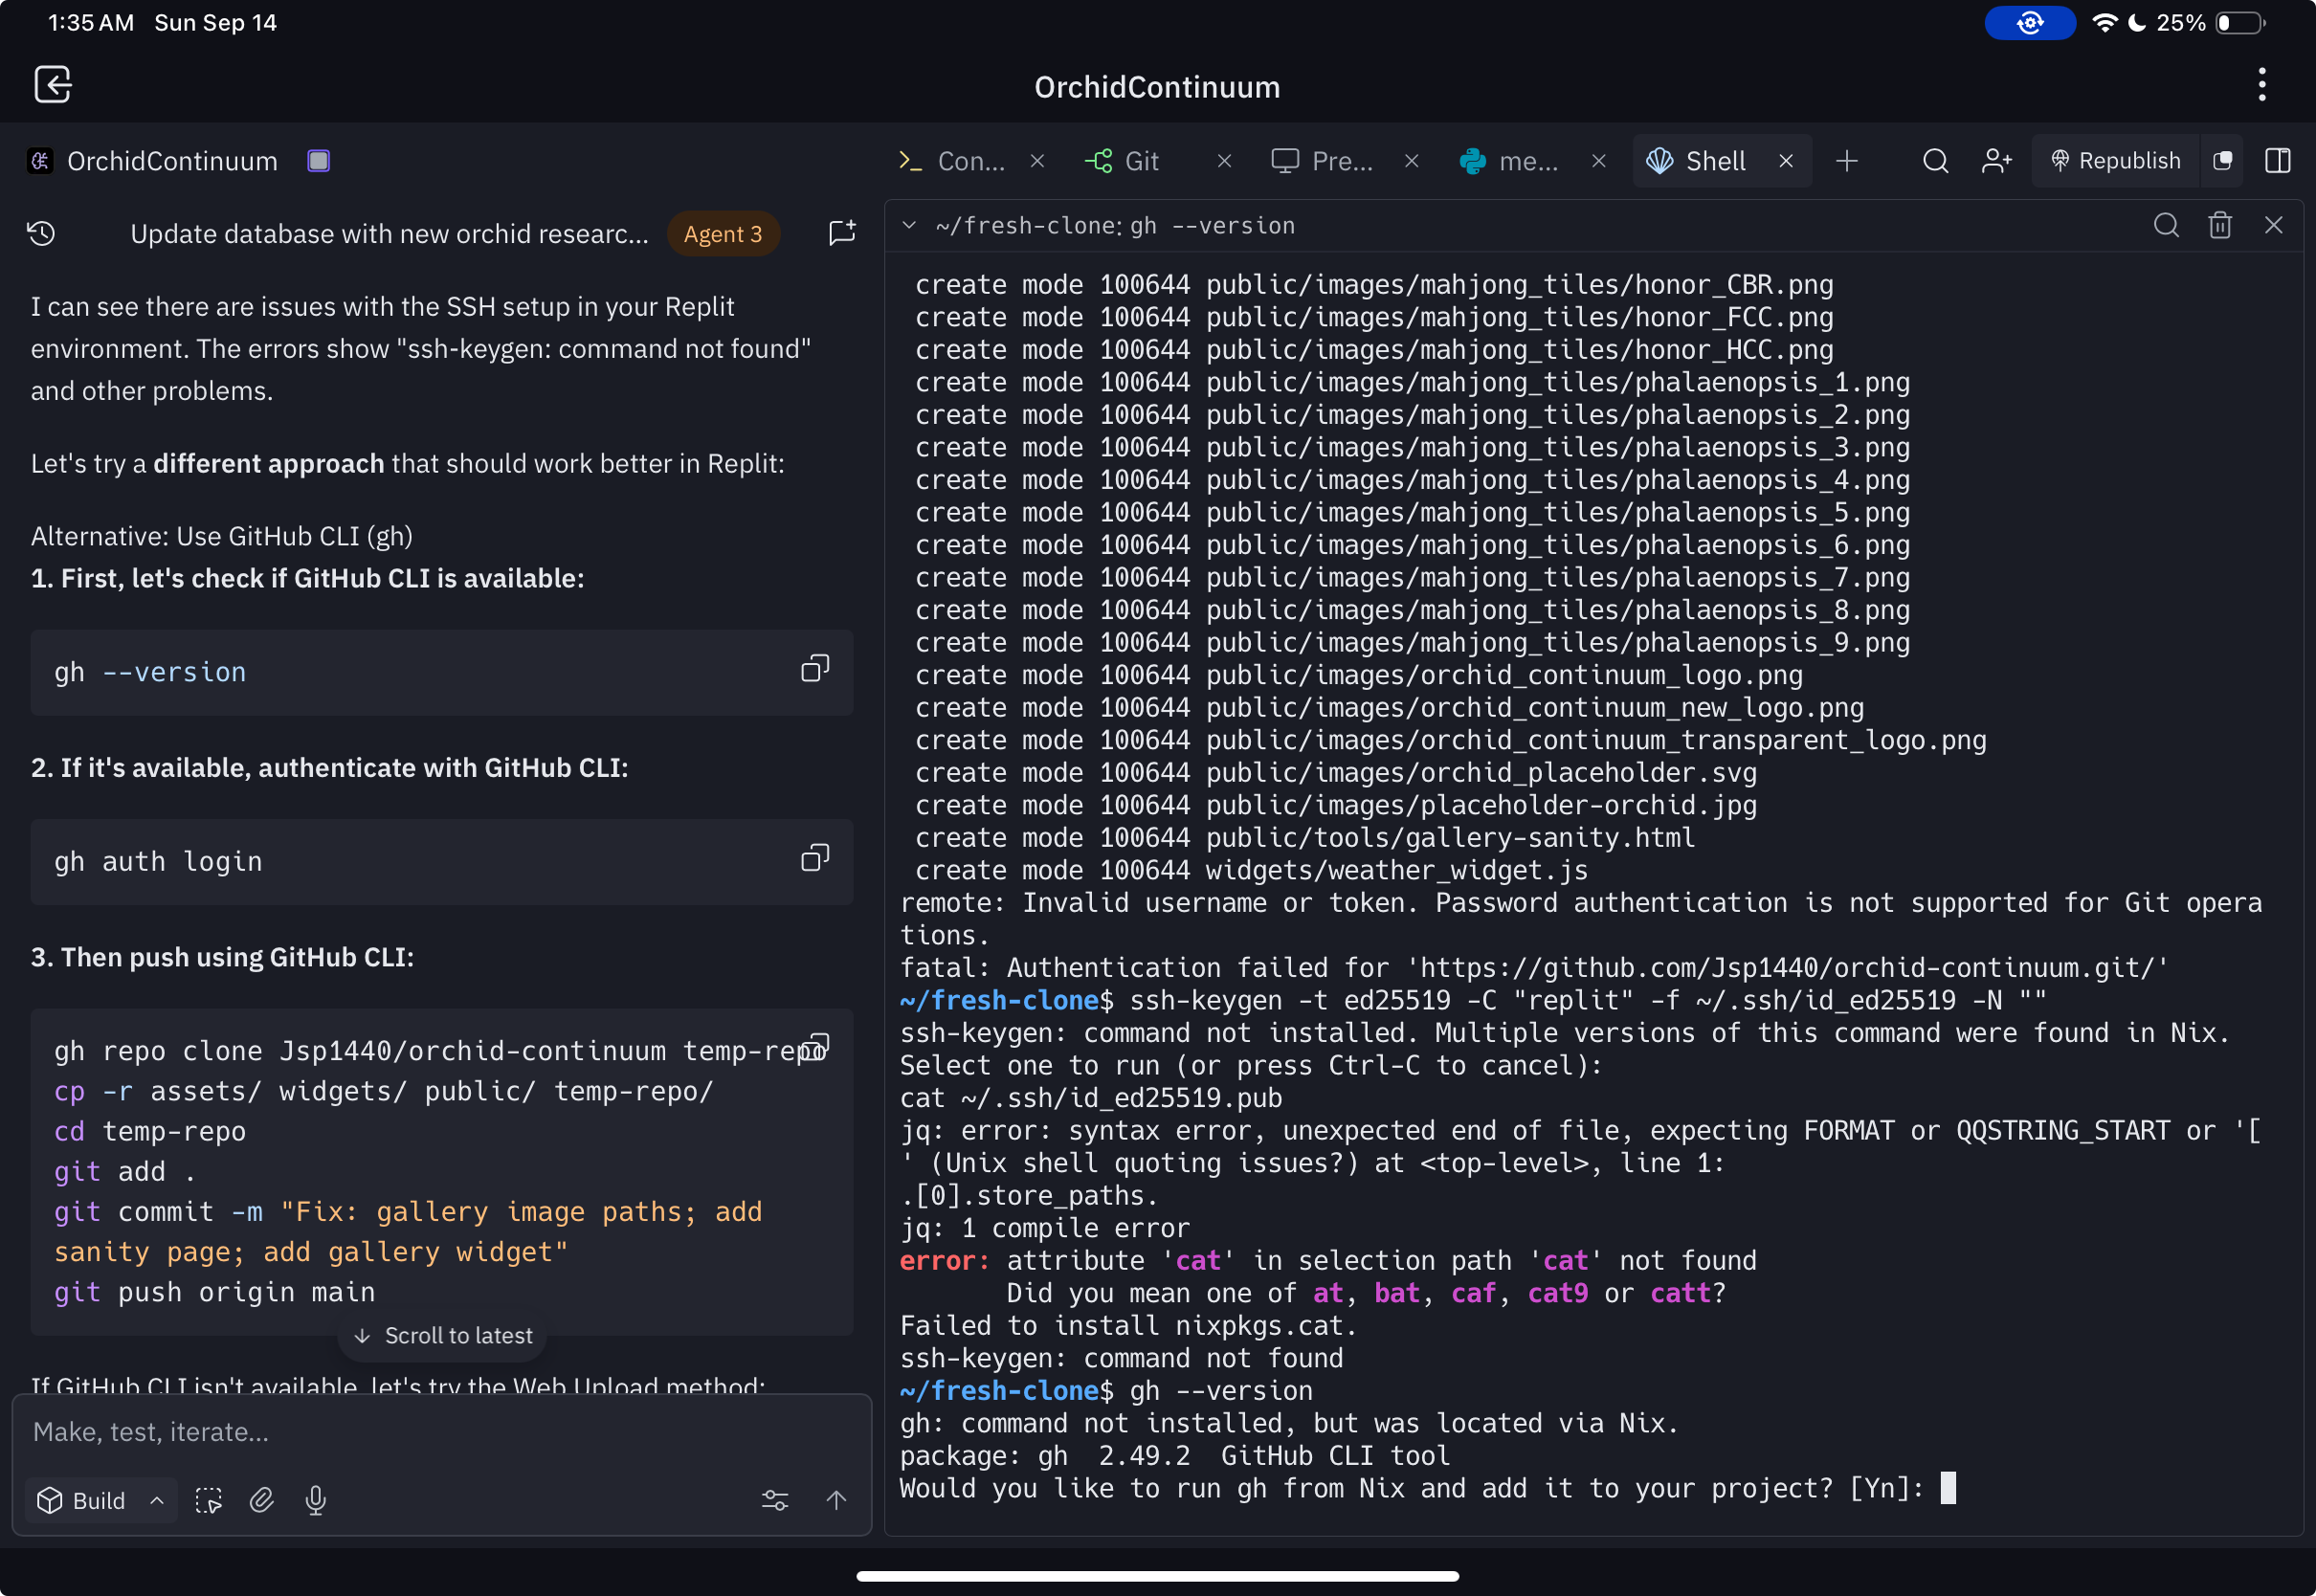 1:35 AM Sun Sep 14
25%
OrchidContinuum
OrchidContinuum
Con...
Git
Pre...
me...
Shell
Republish
Update database with new orchid researc...
Agent 3
I can see there are issues with the SSH setup in your Replit
environment. The errors show "ssh-keygen: command not found"
and other problems.
Let's try a different approach that should work better in Replit:
Alternative: Use GitHub CLI (gh)
1. First, let's check if GitHub CLI is available:
gh --version
2. If it's available, authenticate with GitHub CLI:
gh auth login
3. Then push using GitHub CLI:
gh repo clone Jsp1440/orchid-continuum temp-repo
cp -r assets/ widgets/ public/ temp-repo/
cd temp-repo
git add .
git commit -m "Fix: gallery image paths; add
sanity page; add gallery widget"
git push origin main
Scroll to latest
If GitHub CLI isn't available, let's try the Web Upload method:
Make, test, iterate...
Build
~/fresh-clone: gh --version
create mode 100644 public/images/mahjong_tiles/honor_CBR.png
create mode 100644 public/images/mahjong_tiles/honor_FCC.png
create mode 100644 public/images/mahjong_tiles/honor_HCC.png
create mode 100644 public/images/mahjong_tiles/phalaenopsis_1.png
create mode 100644 public/images/mahjong_tiles/phalaenopsis_2.png
create mode 100644 public/images/mahjong_tiles/phalaenopsis_3.png
create mode 100644 public/images/mahjong_tiles/phalaenopsis_4.png
create mode 100644 public/images/mahjong_tiles/phalaenopsis_5.png
create mode 100644 public/images/mahjong_tiles/phalaenopsis_6.png
create mode 100644 public/images/mahjong_tiles/phalaenopsis_7.png
create mode 100644 public/images/mahjong_tiles/phalaenopsis_8.png
create mode 100644 public/images/mahjong_tiles/phalaenopsis_9.png
create mode 100644 public/images/orchid_continuum_logo.png
create mode 100644 public/images/orchid_continuum_new_logo.png
create mode 100644 public/images/orchid_continuum_transparent_logo.png
create mode 100644 public/images/orchid_placeholder.svg
create mode 100644 public/images/placeholder-orchid.jpg
create mode 100644 public/tools/gallery-sanity.html
create mode 100644 widgets/weather_widget.js
remote: Invalid username or token. Password authentication is not supported for Git opera
tions.
fatal: Authentication failed for 'https://github.com/Jsp1440/orchid-continuum.git/'
~/fresh-clone$ ssh-keygen -t ed25519 -C "replit" -f ~/.ssh/id_ed25519 -N ""
ssh-keygen: command not installed. Multiple versions of this command were found in Nix.
Select one to run (or press Ctrl-C to cancel):
cat ~/.ssh/id_ed25519.pub
jq: error: syntax error, unexpected end of file, expecting FORMAT or QQSTRING_START or '[
' (Unix shell quoting issues?) at <top-level>, line 1:
.[0].store_paths.
jq: 1 compile error
error: attribute 'cat' in selection path 'cat' not found
Did you mean one of at, bat, caf, cat9 or catt?
Failed to install nixpkgs.cat.
ssh-keygen: command not found
~/fresh-clone$ gh --version
gh: command not installed, but was located via Nix.
package: gh 2.49.2 GitHub CLI tool
Would you like to run gh from Nix and add it to your project? [Yn]: